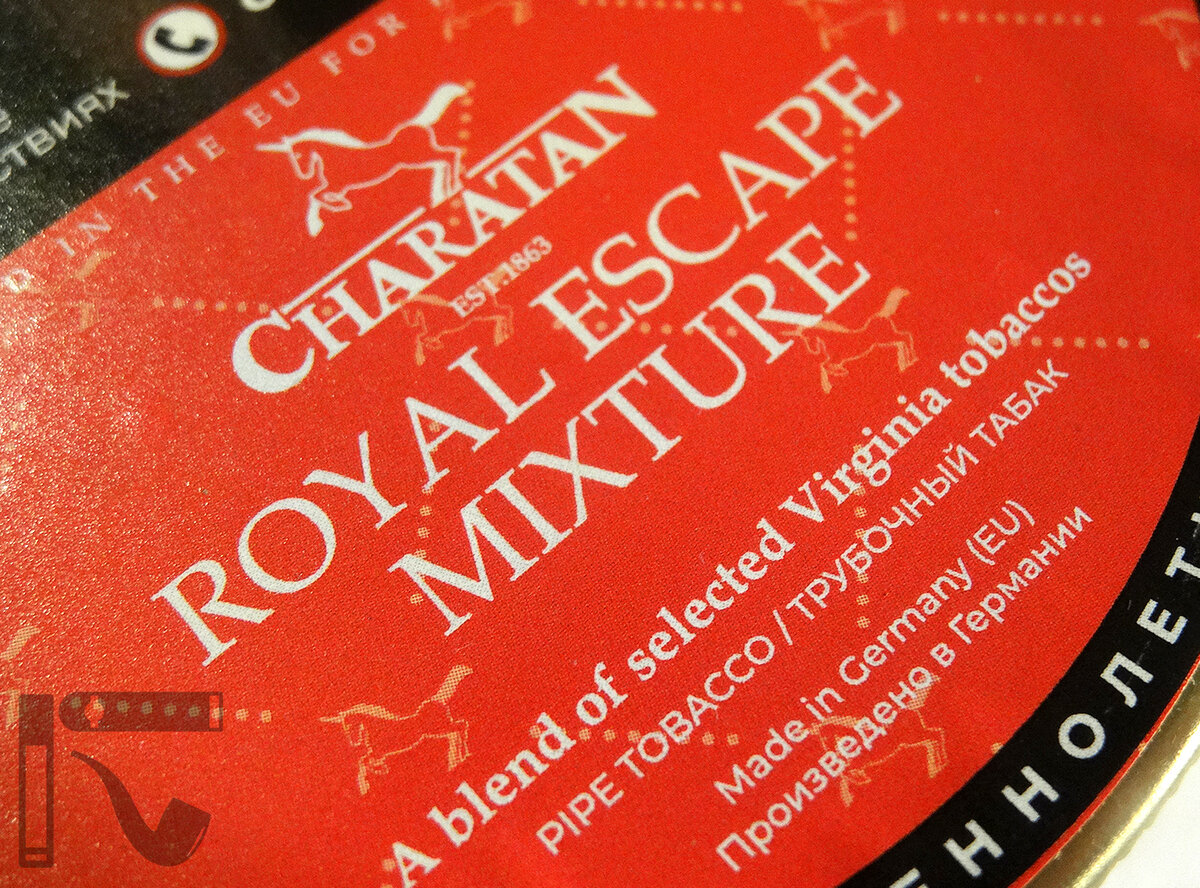 СТВИЯХ
IN THE EU FOR
CHARATAN
EST. 1863
ROYAL ESCAPE
MIXTURE
A blend of selected Virginia tobaccos
PIPE TOBACCO / ТРУБОЧНЫЙ ТАБАК
Made in Germany (EU)
Произведено в Германии
ЕННОЛЕТ